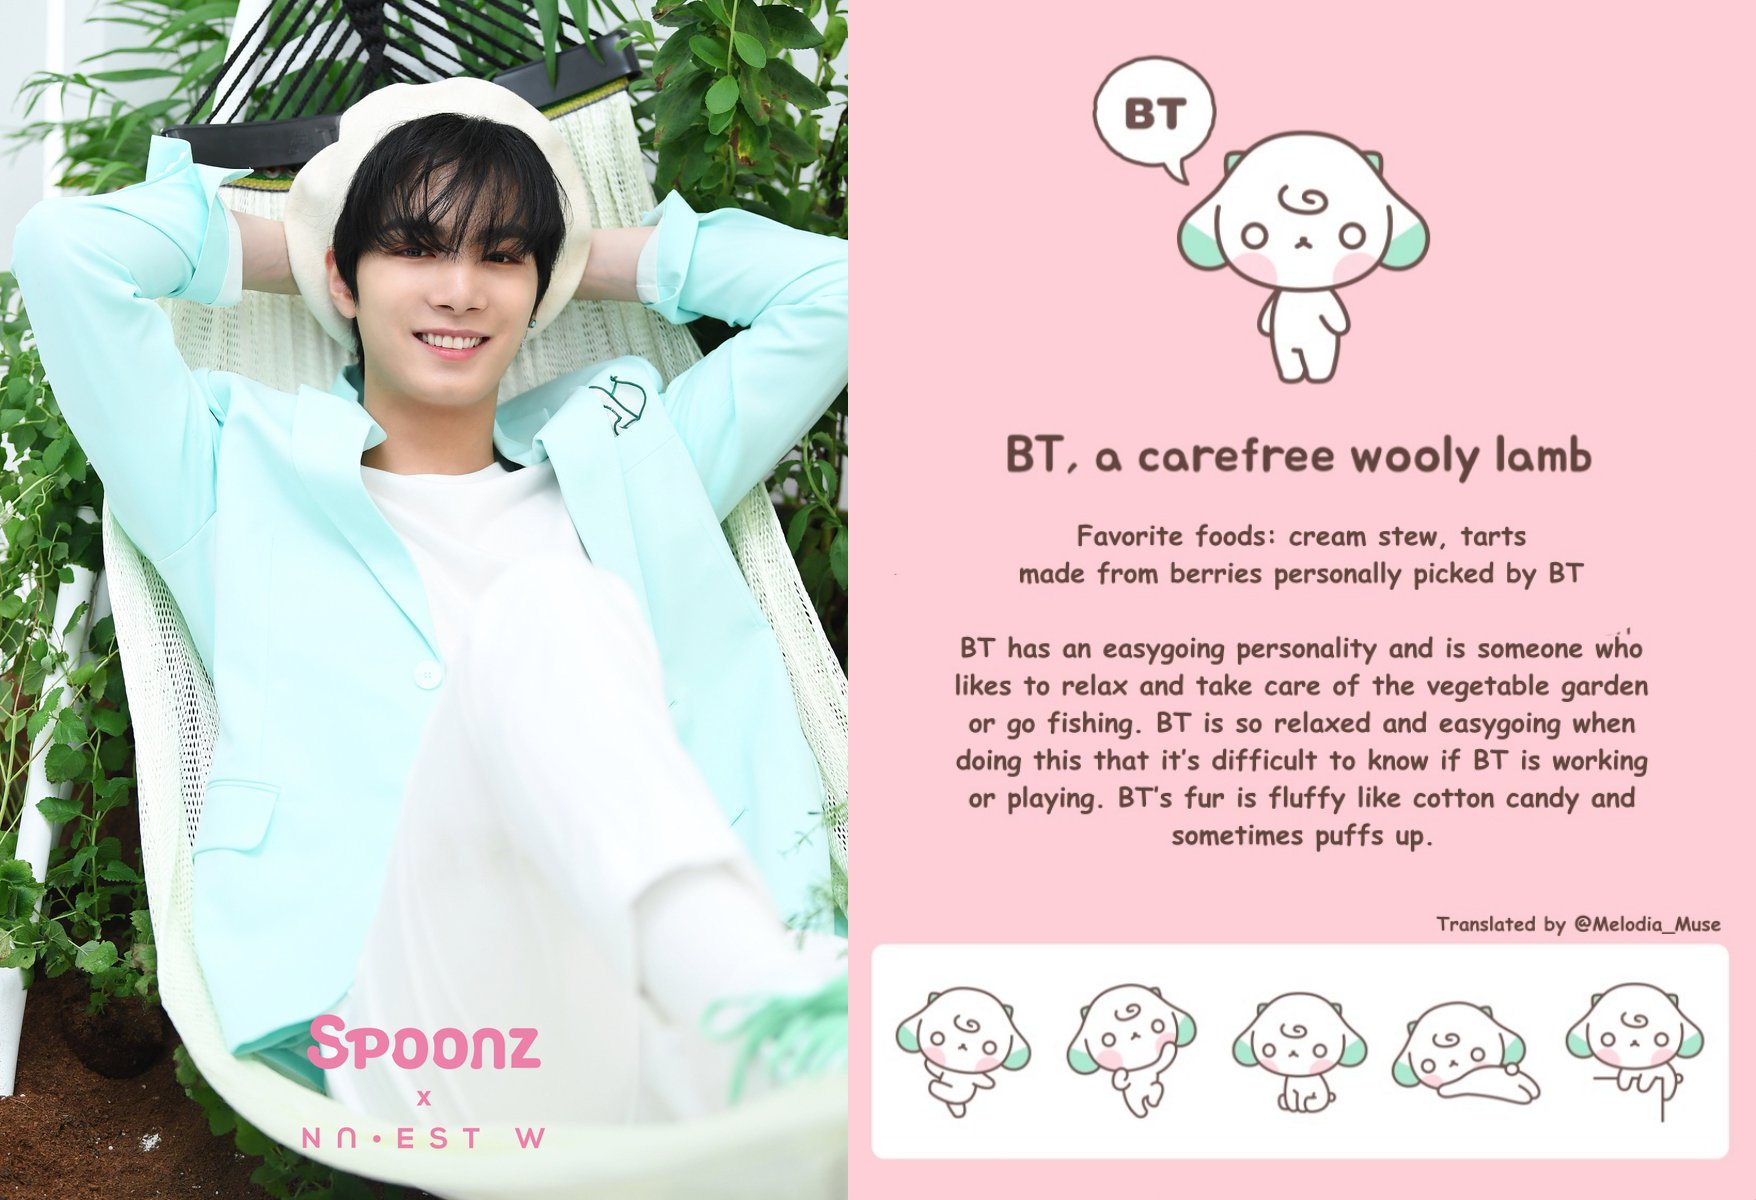 Spoonz
x
NU•EST W
BT
BT, a carefree wooly lamb
Favorite foods: cream stew, tarts
made from berries personally picked by BT
BT has an easygoing personality and is someone who
likes to relax and take care of the vegetable garden
or go fishing. BT is so relaxed and easygoing when
doing this that it's difficult to know if BT is working
or playing. BT's fur is fluffy like cotton candy and
sometimes puffs up.
Translated by @Melodia_Muse